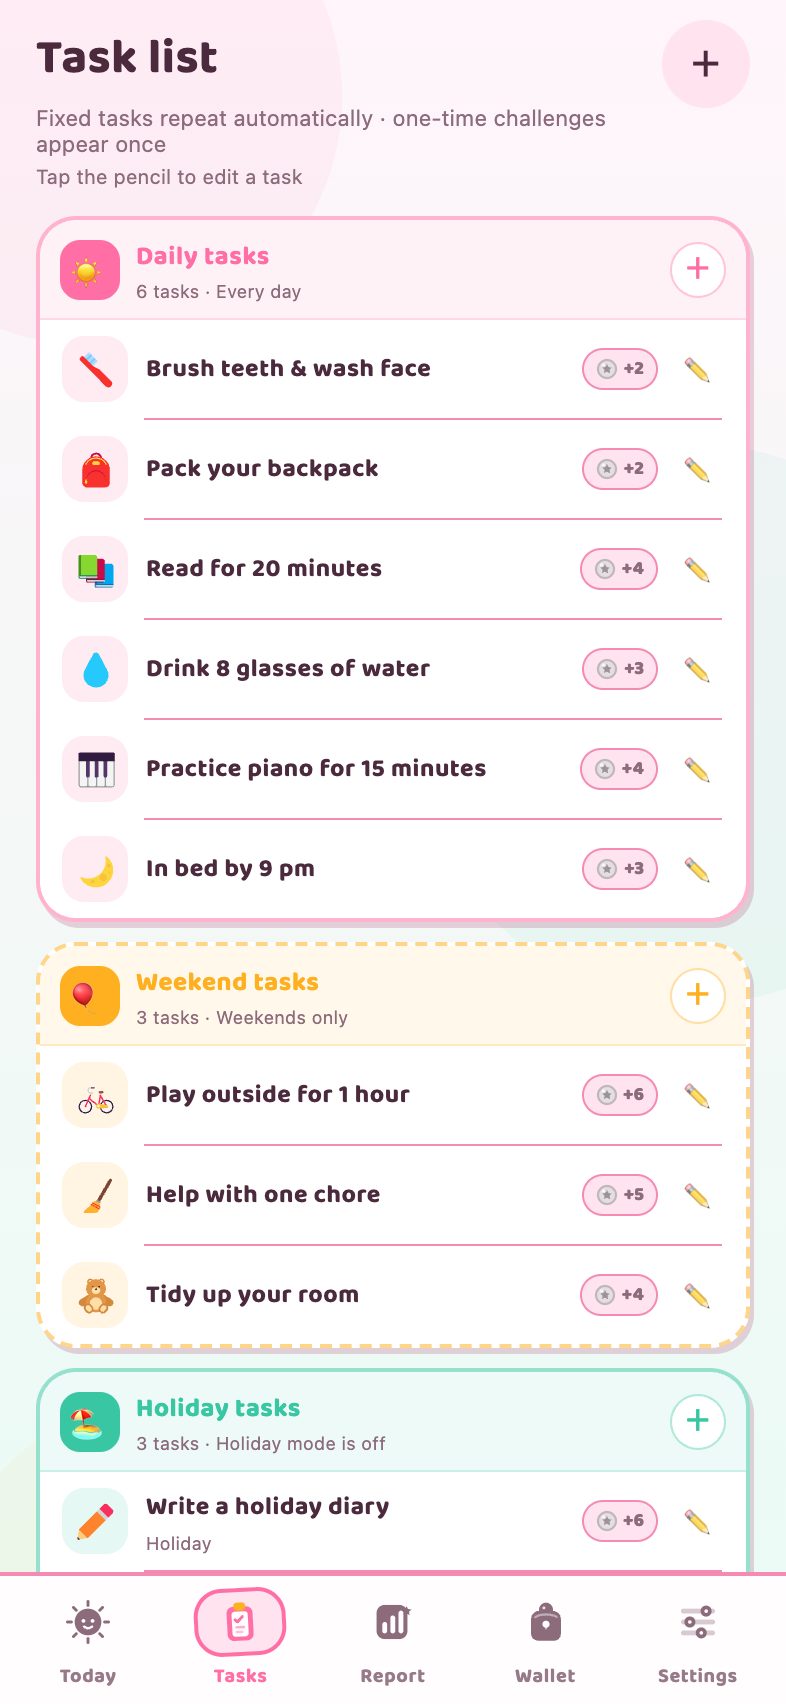 Task list
Fixed tasks repeat automatically · one-time challenges
appear once
Tap the pencil to edit a task
Daily tasks
6 tasks · Every day
Brush teeth & wash face
+2
Pack your backpack
+2
Read for 20 minutes
+4
Drink 8 glasses of water
+3
Practice piano for 15 minutes
+4
In bed by 9 pm
+3
Weekend tasks
3 tasks · Weekends only
Play outside for 1 hour
+6
Help with one chore
+5
Tidy up your room
+4
Holiday tasks
3 tasks · Holiday mode is off
Write a holiday diary
+6
Holiday
Today
Tasks
Report
Wallet
Settings